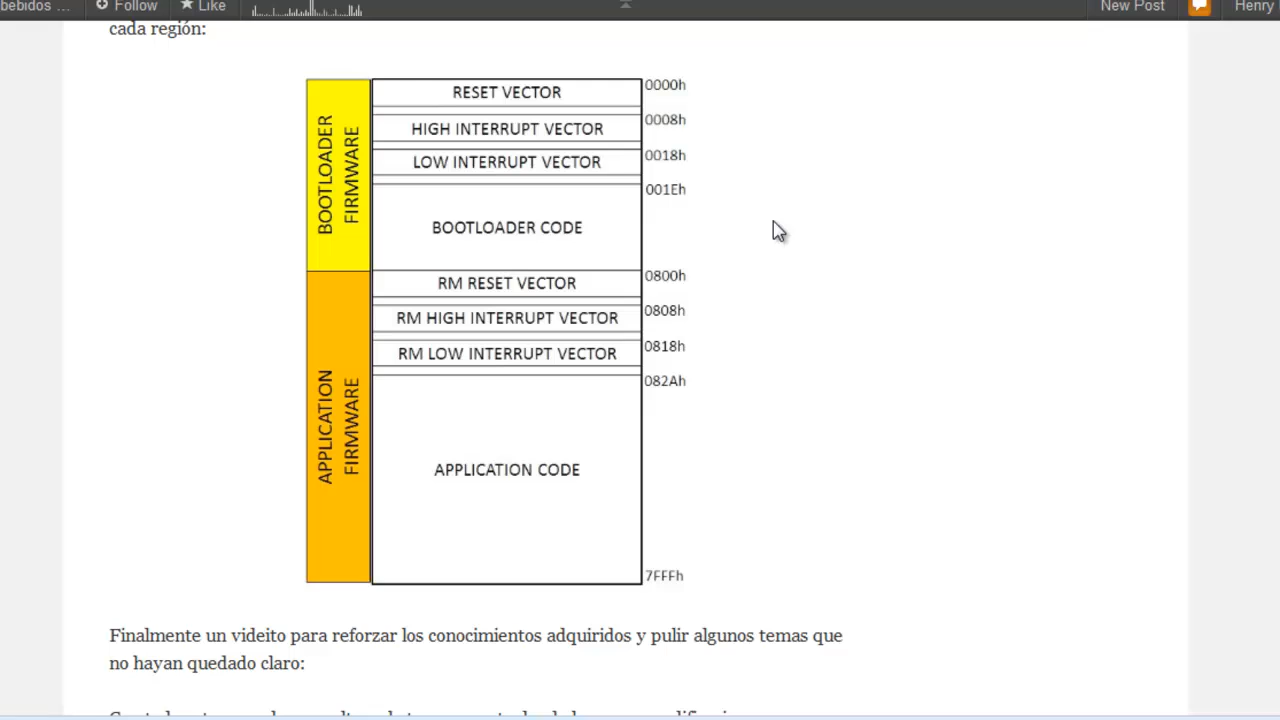 bebidos ... Follow Like New Post Henry
cada región:
BOOTLOADER
FIRMWARE
RESET VECTOR 0000h
HIGH INTERRUPT VECTOR 0008h
LOW INTERRUPT VECTOR 0018h
001Eh
BOOTLOADER CODE
APPLICATION
FIRMWARE
RM RESET VECTOR 0800h
RM HIGH INTERRUPT VECTOR 0808h
RM LOW INTERRUPT VECTOR 0818h
082Ah
APPLICATION CODE
7FFFh
Finalmente un videito para reforzar los conocimientos adquiridos y pulir algunos temas que
no hayan quedado claro: